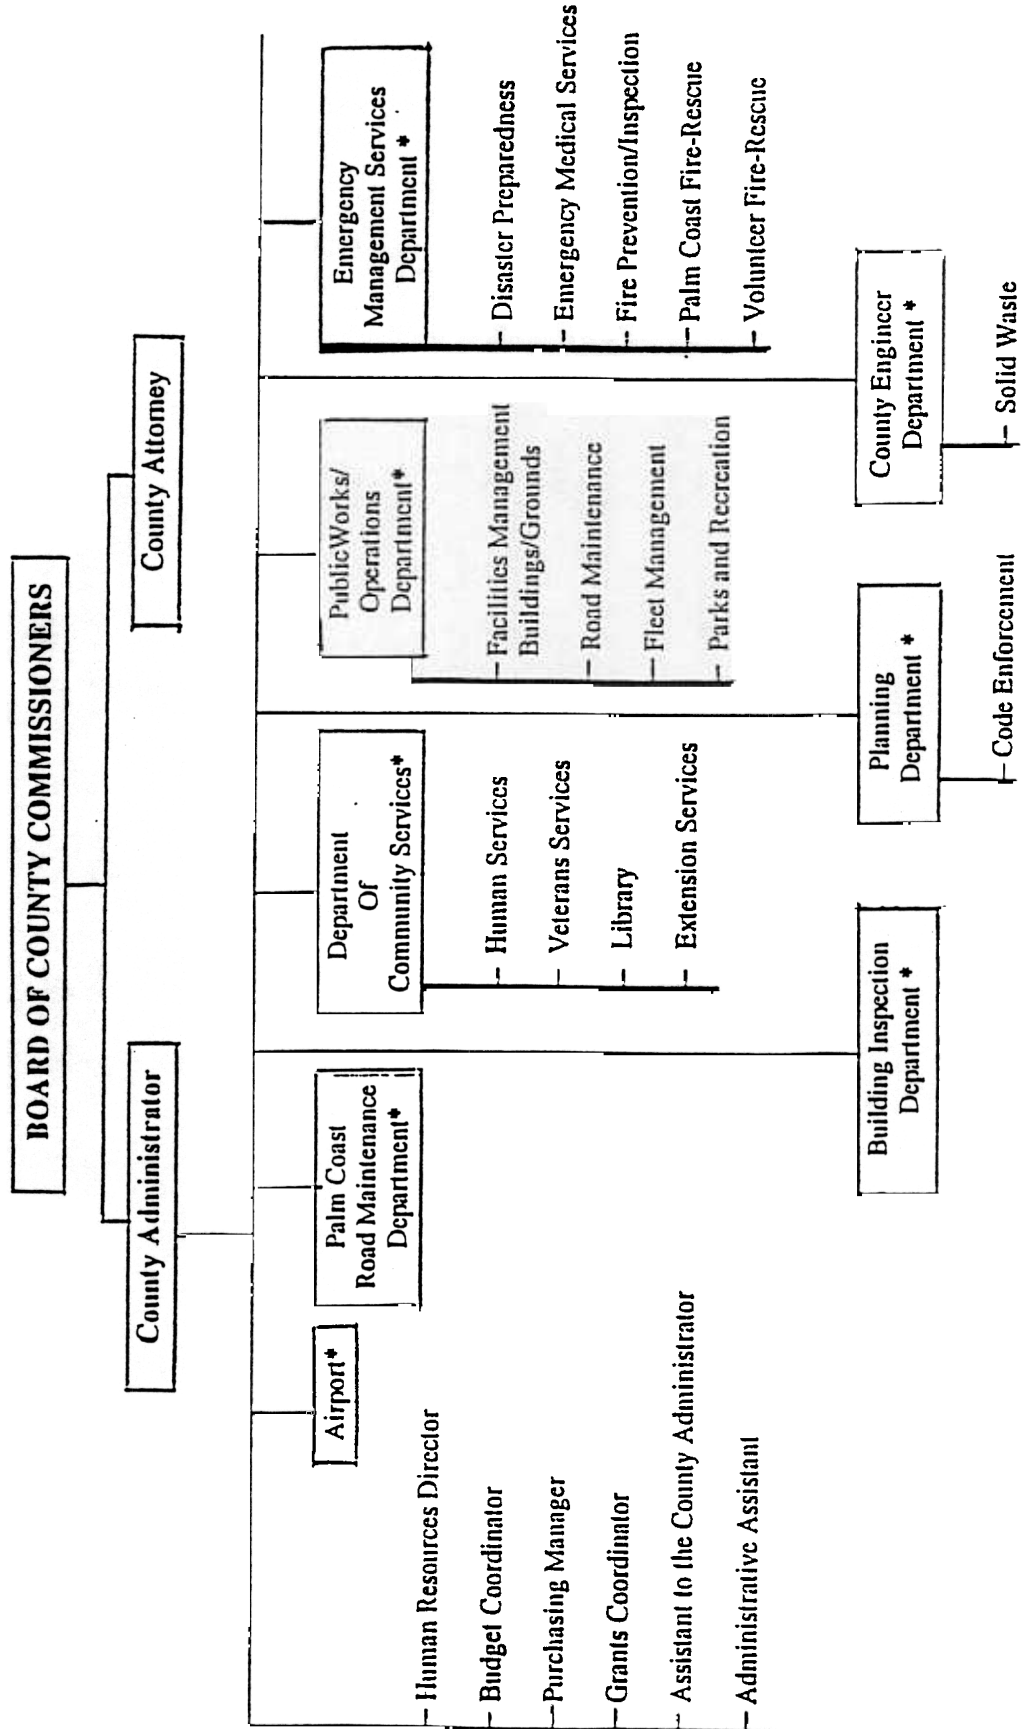 BOARD OF COUNTY COMMISSIONERS
County Administrator
County Attorney
Human Resources Director
Budget Coordinator
Purchasing Manager
Grants Coordinator
Assistant to the County Administrator
Administrative Assistant
Airport*
Palm Coast
Road Maintenance
Department*
Department
Of
Community Services*
Human Services
Veterans Services
Library
Extension Services
PublicWorks/
Operations
Department*
Facilities Management
Buildings/Grounds
Road Maintenance
Fleet Management
Parks and Recreation
Emergency
Management Services
Department *
Disaster Preparedness
Emergency Medical Services
Fire Prevention/Inspection
Palm Coast Fire-Rescue
Volunteer Fire-Rescue
Building Inspection
Department *
Planning
Department *
Code Enforcement
County Engineer
Department *
Solid Waste